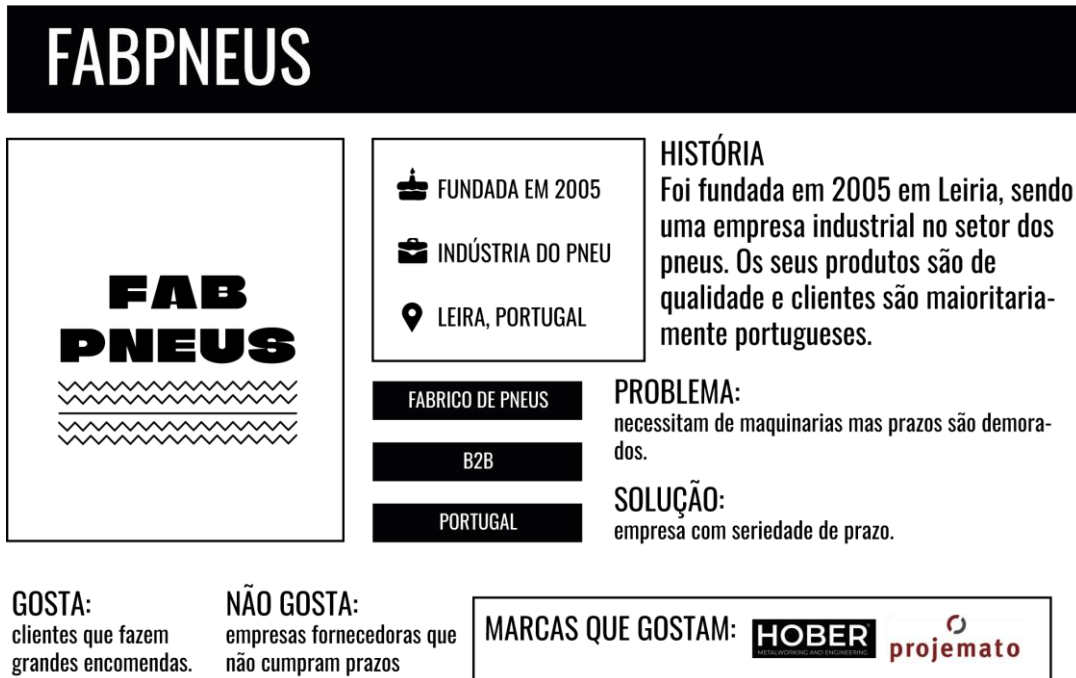 FABPNEUS
FAB
PNEUS
FUNDADA EM 2005
INDÚSTRIA DO PNEU
LEIRA, PORTUGAL
FABRICO DE PNEUS
B2B
PORTUGAL
HISTÓRIA
Foi fundada em 2005 em Leiria, sendo
uma empresa industrial no setor dos
pneus. Os seus produtos são de
qualidade e clientes são maioritaria-
mente portugueses.
PROBLEMA:
necessitam de maquinarias mas prazos são demora-
dos.
SOLUÇÃO:
empresa com seriedade de prazo.
GOSTA:
clientes que fazem
grandes encomendas.
NÃO GOSTA:
empresas fornecedoras que
não cumpram prazos
MARCAS QUE GOSTAM:
HOBER
METALWORKING AND ENGINEERING
projemato